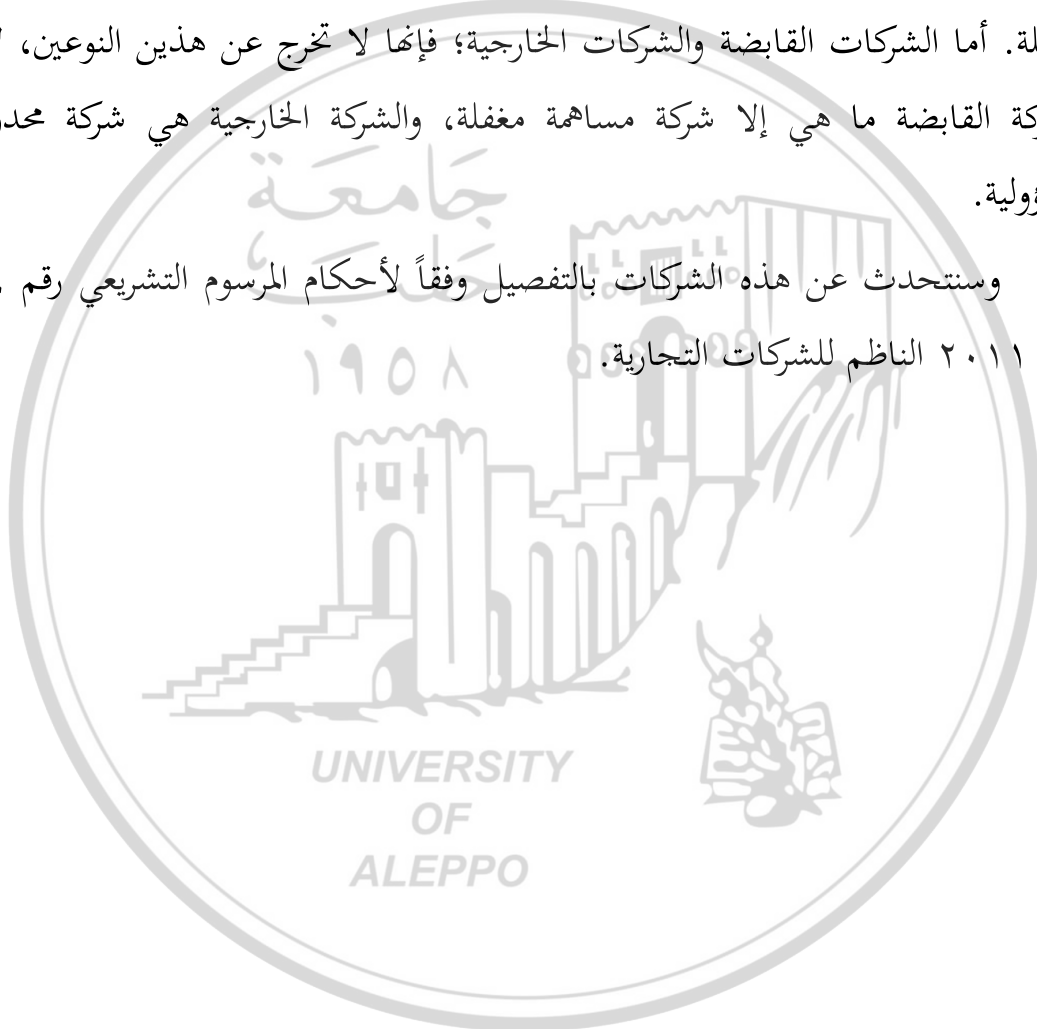 لة. أما الشركات القابضة والشركات الخارجية؛ فإنها لا تخرج عن هذين النوعين،
كة القابضة ما هي إلا شركة مساهمة مغفلة، والشركة الخارجية هي شركة محدو
ؤولية.
وسنتحدث عن هذه الشركات بالتفصيل وفقاً لأحكام المرسوم التشريعي رقم
٢٠١١ الناظم للشركات التجارية.
جامعة
حلب
١٩٥٨
UNIVERSITY
OF
ALEPPO